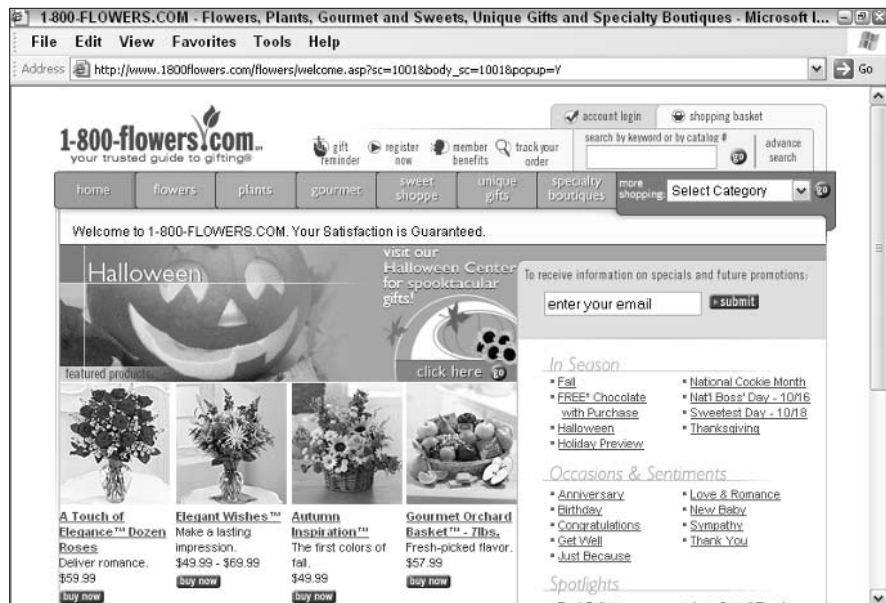 1-800-FLOWERS.COM - Flowers, Plants, Gourmet and Sweets, Unique Gifts and Specialty Boutiques - Microsoft I...
File Edit View Favorites Tools Help
Address http://www.1800flowers.com/flowers/welcome.asp?sc=1001&body_sc=1001&popup=Y Go
account login shopping basket
1-800-flowers.com
your trusted guide to gifting®
gift reminder
register now
member benefits
track your order
search by keyword or by catalog #
go
advance search
home flowers plants gourmet sweet shoppe unique gifts specialty boutiques
more shopping: Select Category go
Welcome to 1-800-FLOWERS.COM. Your Satisfaction is Guaranteed.
Halloween
visit our
Halloween Center
for spooktacular
gifts!
click here go
featured products:
To receive information on specials and future promotions:
enter your email submit
A Touch of
Elegance™ Dozen
Roses
Deliver romance.
$59.99
buy now
Elegant Wishes™
Make a lasting
impression.
$49.99 - $69.99
buy now
Autumn
Inspiration™
The first colors of
fall.
$49.99
buy now
Gourmet Orchard
Basket™ - 7lbs.
Fresh-picked flavor.
$57.99
buy now
In Season
Fall
FREE* Chocolate
with Purchase
Halloween
Holiday Preview
National Cookie Month
Nat'l Boss' Day - 10/16
Sweetest Day - 10/18
Thanksgiving
Occasions & Sentiments
Anniversary
Birthday
Congratulations
Get Well
Just Because
Love & Romance
New Baby
Sympathy
Thank You
Spotlights